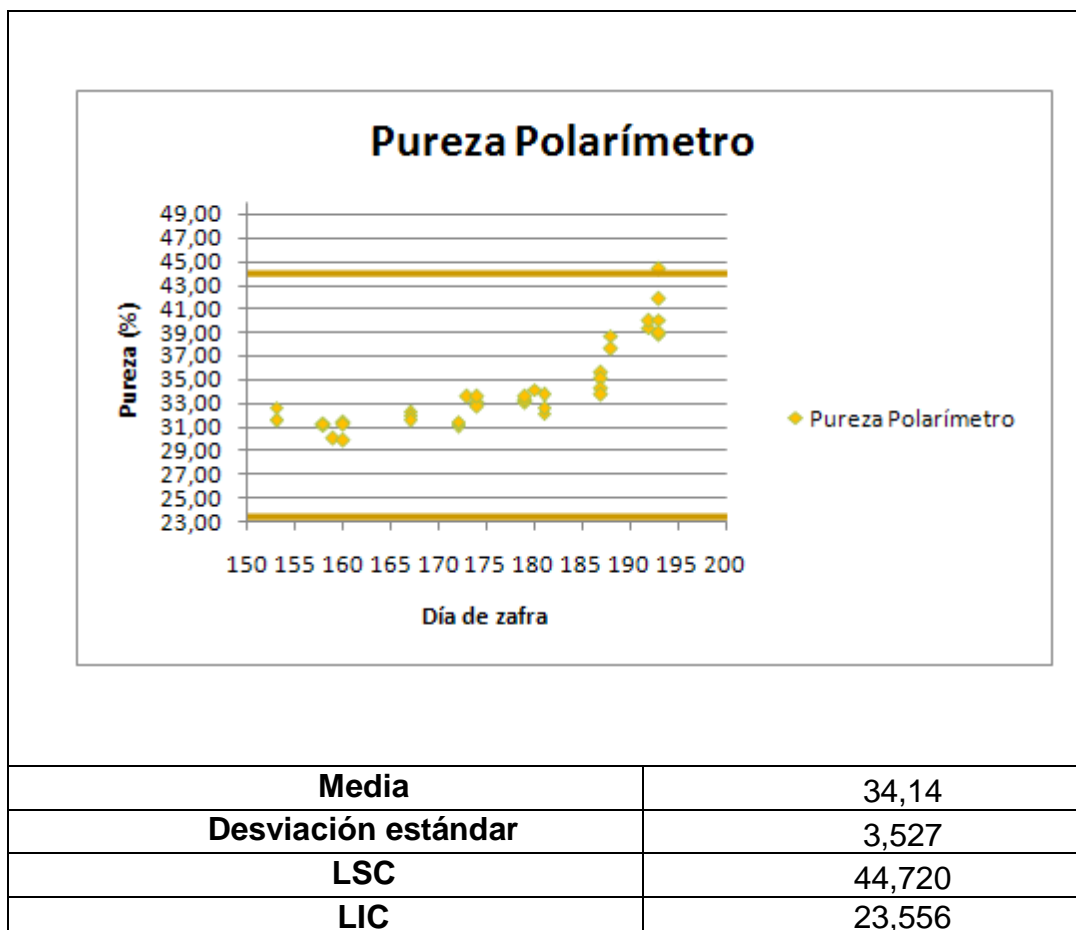 Pureza Polarímetro
49,00
47,00
45,00
43,00
41,00
39,00
37,00
35,00
33,00
31,00
29,00
27,00
25,00
23,00
Pureza (%)
150 155 160 165 170 175 180 185 190 195 200
Día de zafra
Pureza Polarímetro
Media 34,14
Desviación estándar 3,527
LSC 44,720
LIC 23,556